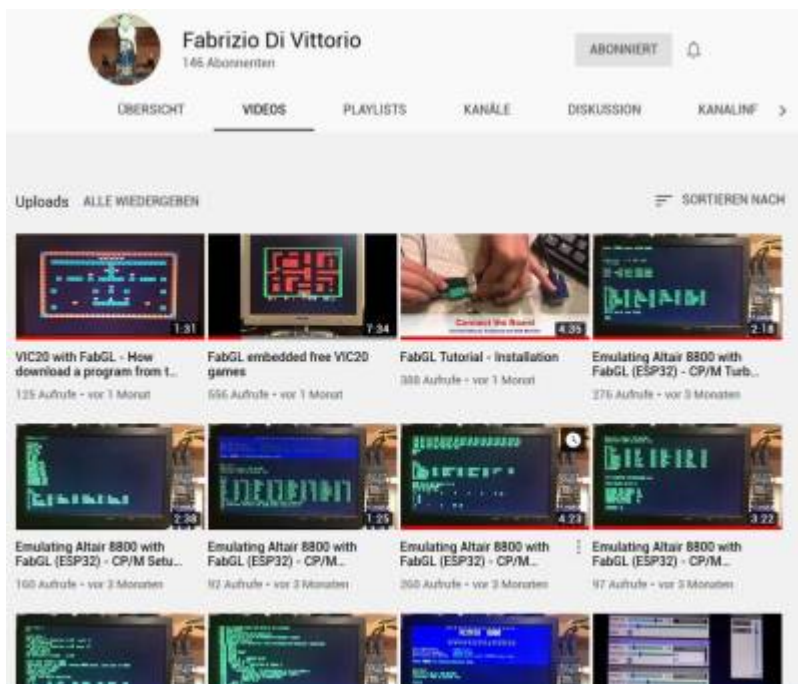 Fabrizio Di Vittorio
146 Abonnenten
ABONNIERT
ÜBERSICHT VIDEOS PLAYLISTS KANÄLE DISKUSSION KANALINF
Uploads ALLE WIEDERGEBEN
SORTIEREN NACH
1:31 7:34 Connect the Board 4:35 2:18
VIC20 with FabGL - How
download a program from t...
125 Aufrufe • vor 1 Monat
FabGL embedded free VIC20
games
556 Aufrufe • vor 1 Monat
FabGL Tutorial - Installation
388 Aufrufe • vor 1 Monat
Emulating Altair 8800 with
FabGL (ESP32) - CP/M Turb...
276 Aufrufe • vor 3 Monaten
2:38 1:25 4:23 3:22
Emulating Altair 8800 with
FabGL (ESP32) - CP/M Setu...
160 Aufrufe • vor 3 Monaten
Emulating Altair 8800 with
FabGL (ESP32) - CP/M...
92 Aufrufe • vor 3 Monaten
Emulating Altair 8800 with
FabGL (ESP32) - CP/M...
260 Aufrufe • vor 3 Monaten
Emulating Altair 8800 with
FabGL (ESP32) - CP/M...
97 Aufrufe • vor 3 Monaten